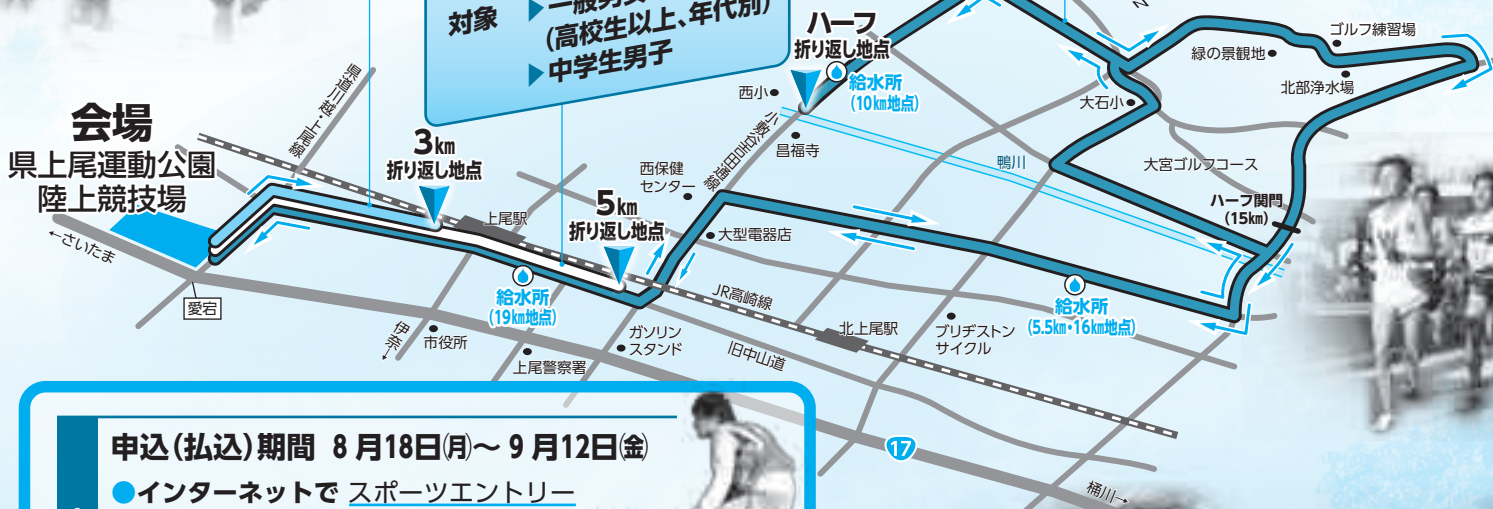 対象
(高校生以上、年代別)
▶中学生男子
ハーフ
折り返し地点
給水所
(10km地点)
西小
昌福寺
小敷谷吉田通線
ゴルフ練習場
緑の景観地
北部浄水場
大石小
鴨川
大宮ゴルフコース
ハーフ関門
(15km)
会場
県上尾運動公園
陸上競技場
県道川越・上尾線
3km
折り返し地点
上尾駅
西保健
センター
5km
折り返し地点
大型電器店
←さいたま
愛宕
給水所
(19km地点)
JR高崎線
給水所
(5.5km・16km地点)
伊奈→
市役所
上尾警察署
ガソリン
スタンド
旧中山道
北上尾駅
ブリヂストン
サイクル
17
桶川→
申込(払込)期間 8月18日(月)～9月12日(金)
●インターネットで スポーツエントリー